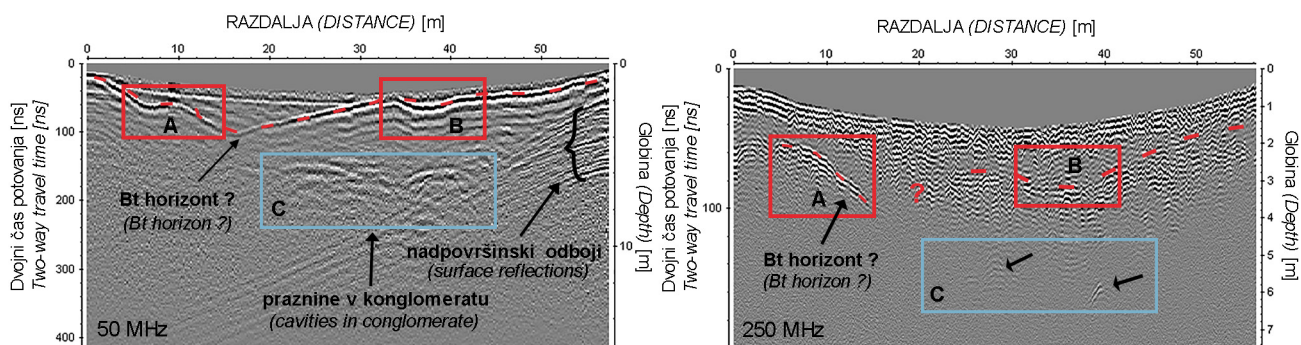 RAZDALJA (DISTANCE) [m]
0 10 20 30 40 50
0
100
200
300
400
Dvojni čas potovanja [ns]
Two-way travel time [ns]
0
10
Globina (Depth) [m]
A
B
C
Bt horizont ?
(Bt horizon ?)
nadpovršinski odboji
(surface reflections)
praznine v konglomeratu
(cavities in conglomerate)
50 MHz
RAZDALJA (DISTANCE) [m]
0 10 20 30 40 50
0
100
Dvojni čas potovanja [ns]
Two-way travel time [ns]
0
1
2
3
4
5
6
7
Globina (Depth) [m]
A
?
B
C
Bt horizont ?
(Bt horizon ?)
250 MHz